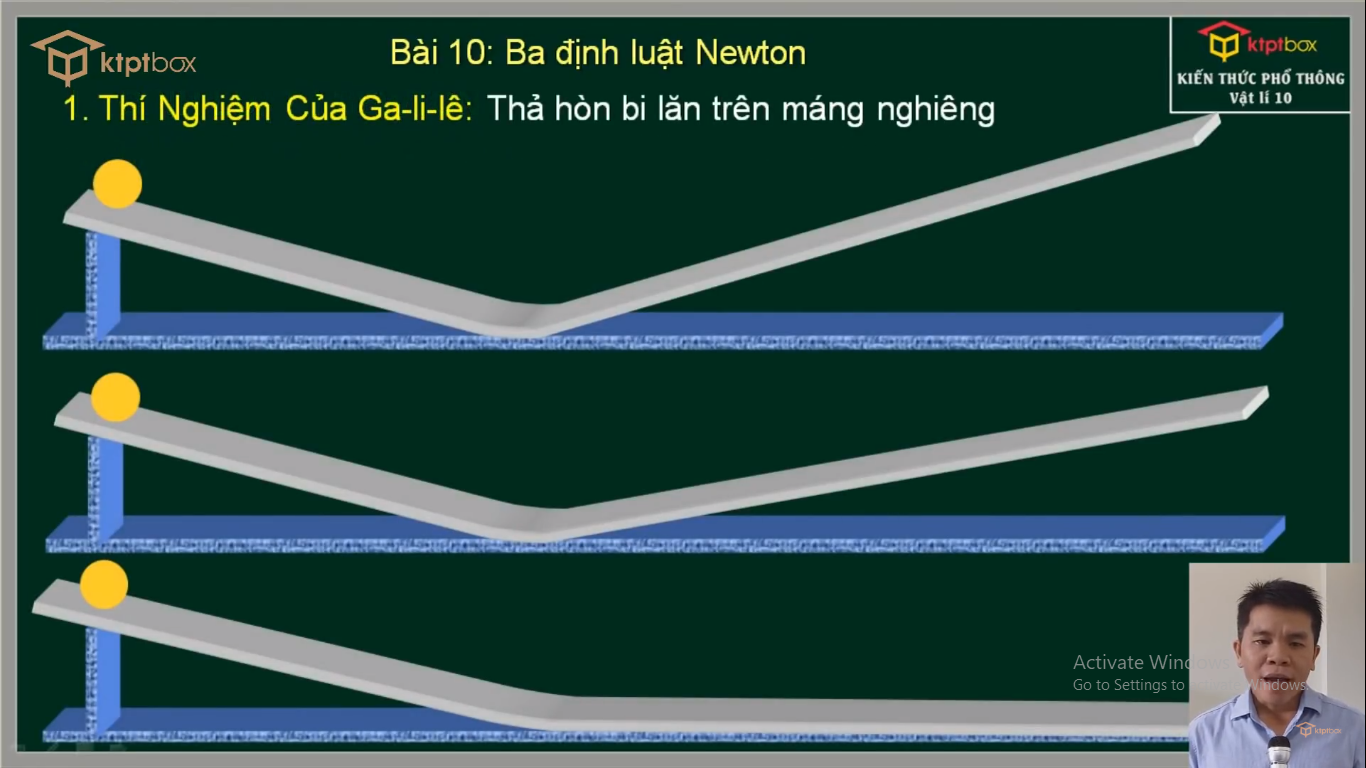 ktptbox
Bài 10: Ba định luật Newton
ktptbox
KIẾN THỨC PHỔ THÔNG
Vật lí 10
1. Thí Nghiệm Của Ga-li-lê: Thả hòn bi lăn trên máng nghiêng
Activate Windows
Go to Settings to activate Windows.
ktptbox